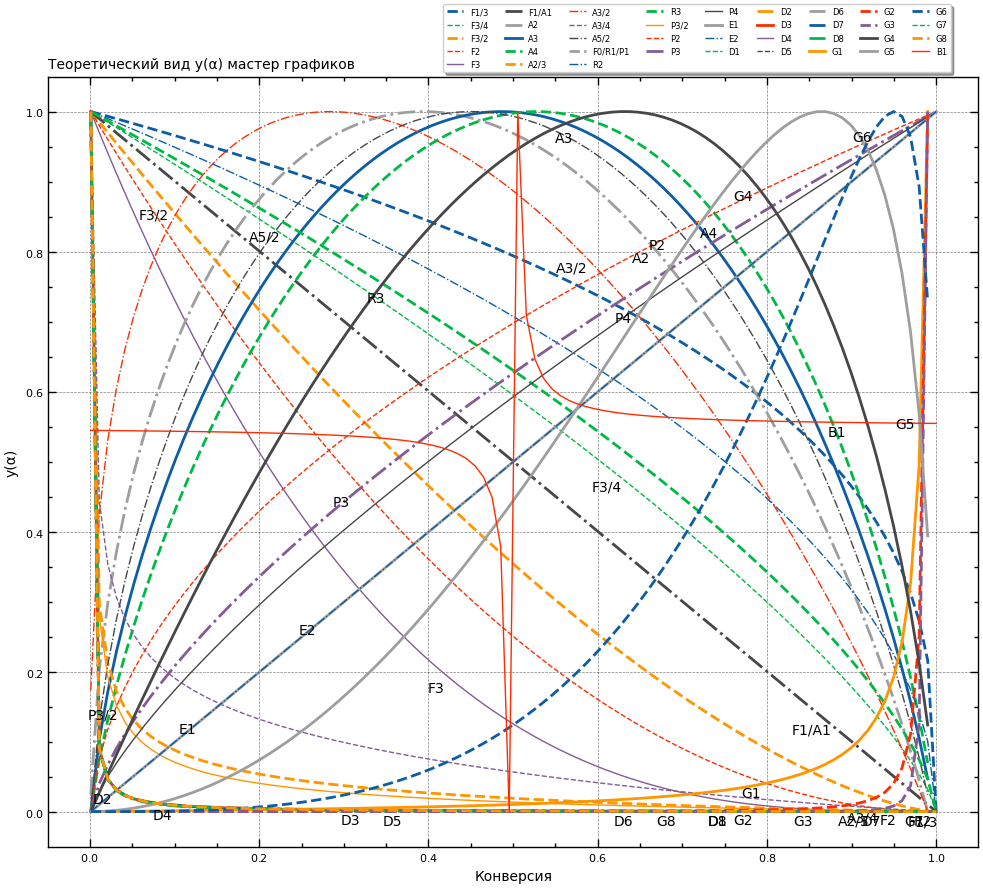 F1/3 F1/A1 A3/2 R3 P4 D2 D6 G2 G6
F3/4 A2 A3/4 P3/2 E1 D3 D7 G3 G7
F3/2 A3 A5/2 P2 E2 D4 D8 G4 G8
F2 A4 F0/R1/P1 P3 D1 D5 G1 G5 B1
F3 A2/3 R2
Теоретический вид y(α) мастер графиков
1.0
0.8
0.6
0.4
0.2
0.0
y(α)
A3
G6
F3/2
G4
A5/2
A4
P2
A2
A3/2
R3
P4
G5
B1
F3/4
P3
E2
F3
P3/2
E1
F1/A1
D2
G1
D4
D3
D5
D6
G8
G2
G3
F2
0.0 0.2 0.4 0.6 0.8 1.0
Конверсия